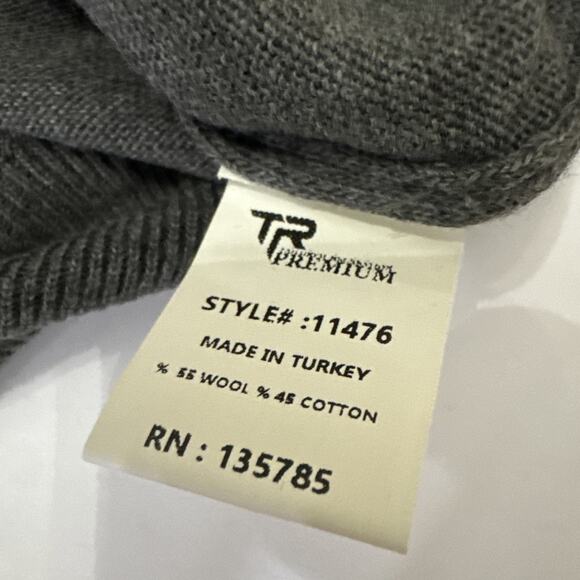 TR
PREMIUM
STYLE# :11476
MADE IN TURKEY
% 55 WOOL % 45 COTTON
RN : 135785